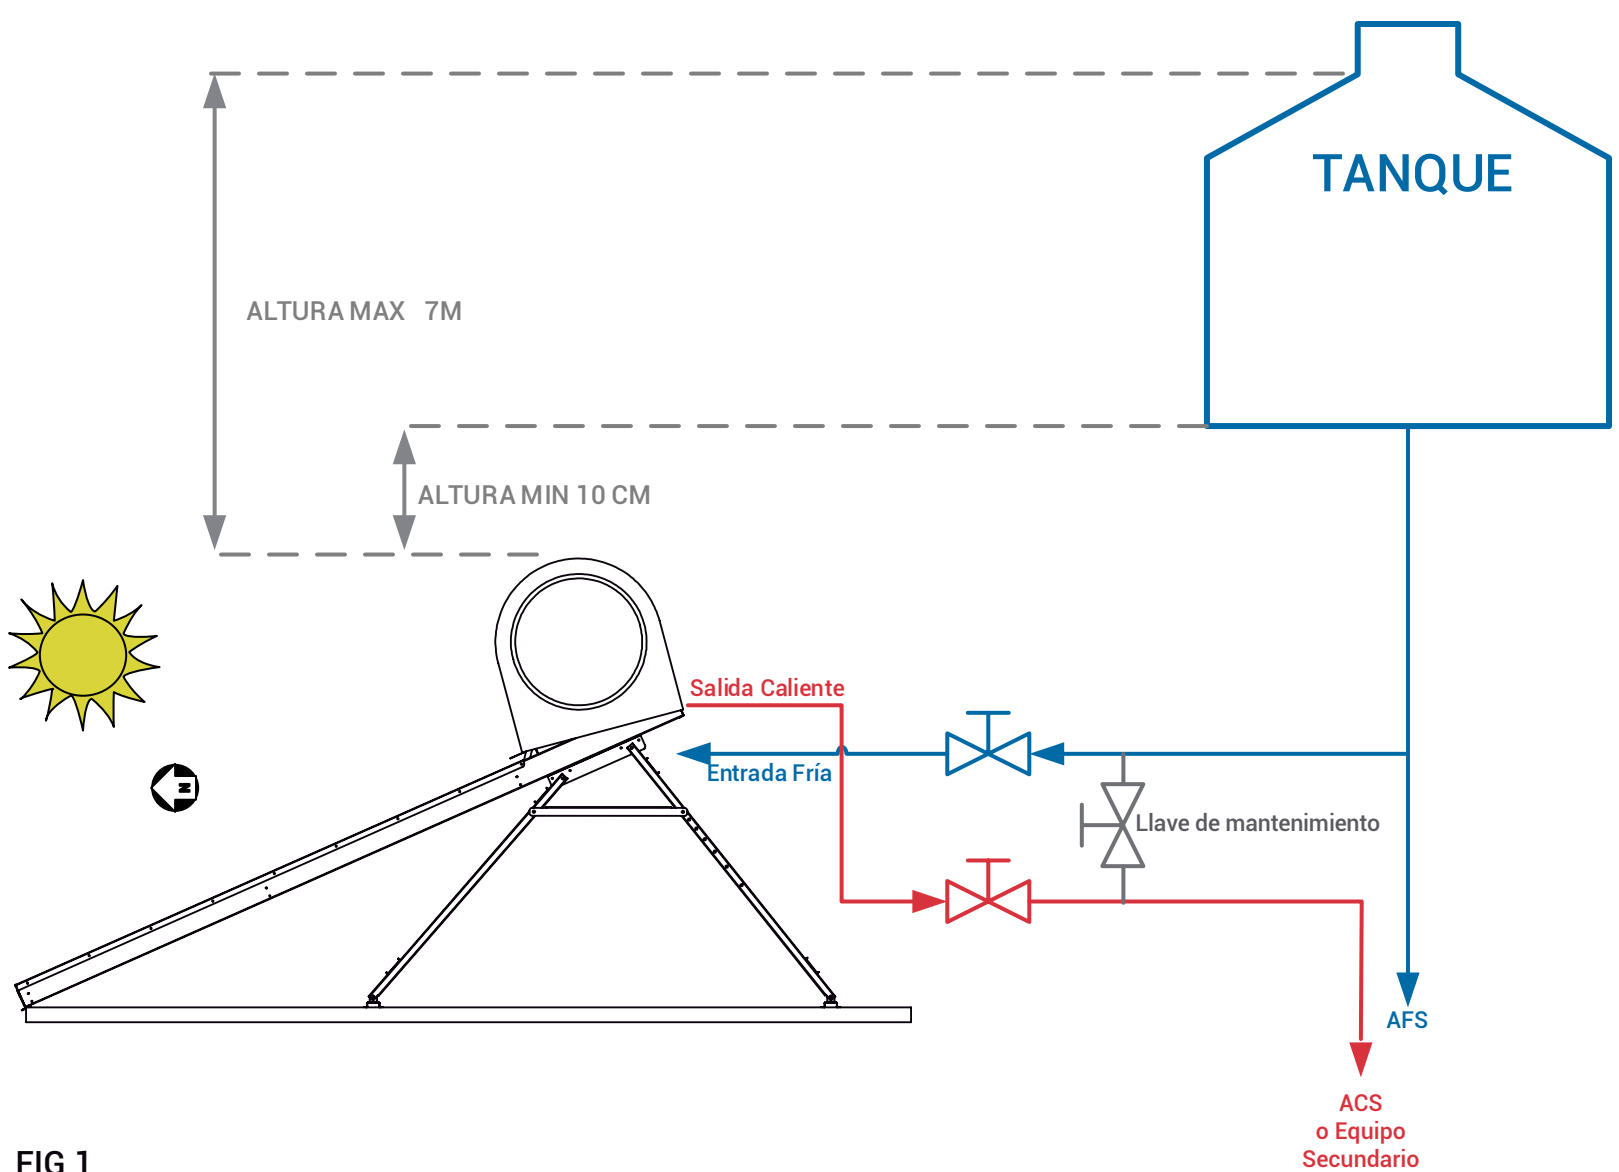 TANQUE
ALTURA MAX 7M
ALTURA MIN 10 CM
Salida Caliente
Entrada Fría
N
Llave de mantenimiento
AFS
ACS
o Equipo
Secundario
FIG 1